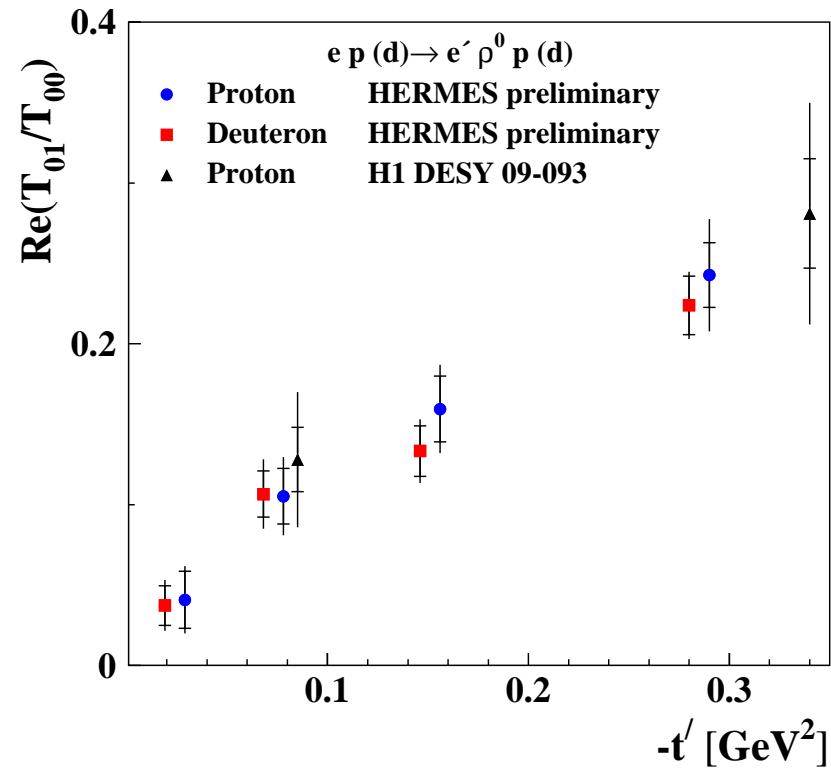 e p (d)→ e´ ρ⁰ p (d)
Proton HERMES preliminary
Deuteron HERMES preliminary
Proton H1 DESY 09-093
Re(T₀₁/T₀₀)
0.4
0.2
0
0.1 0.2 0.3
-t′ [GeV²]